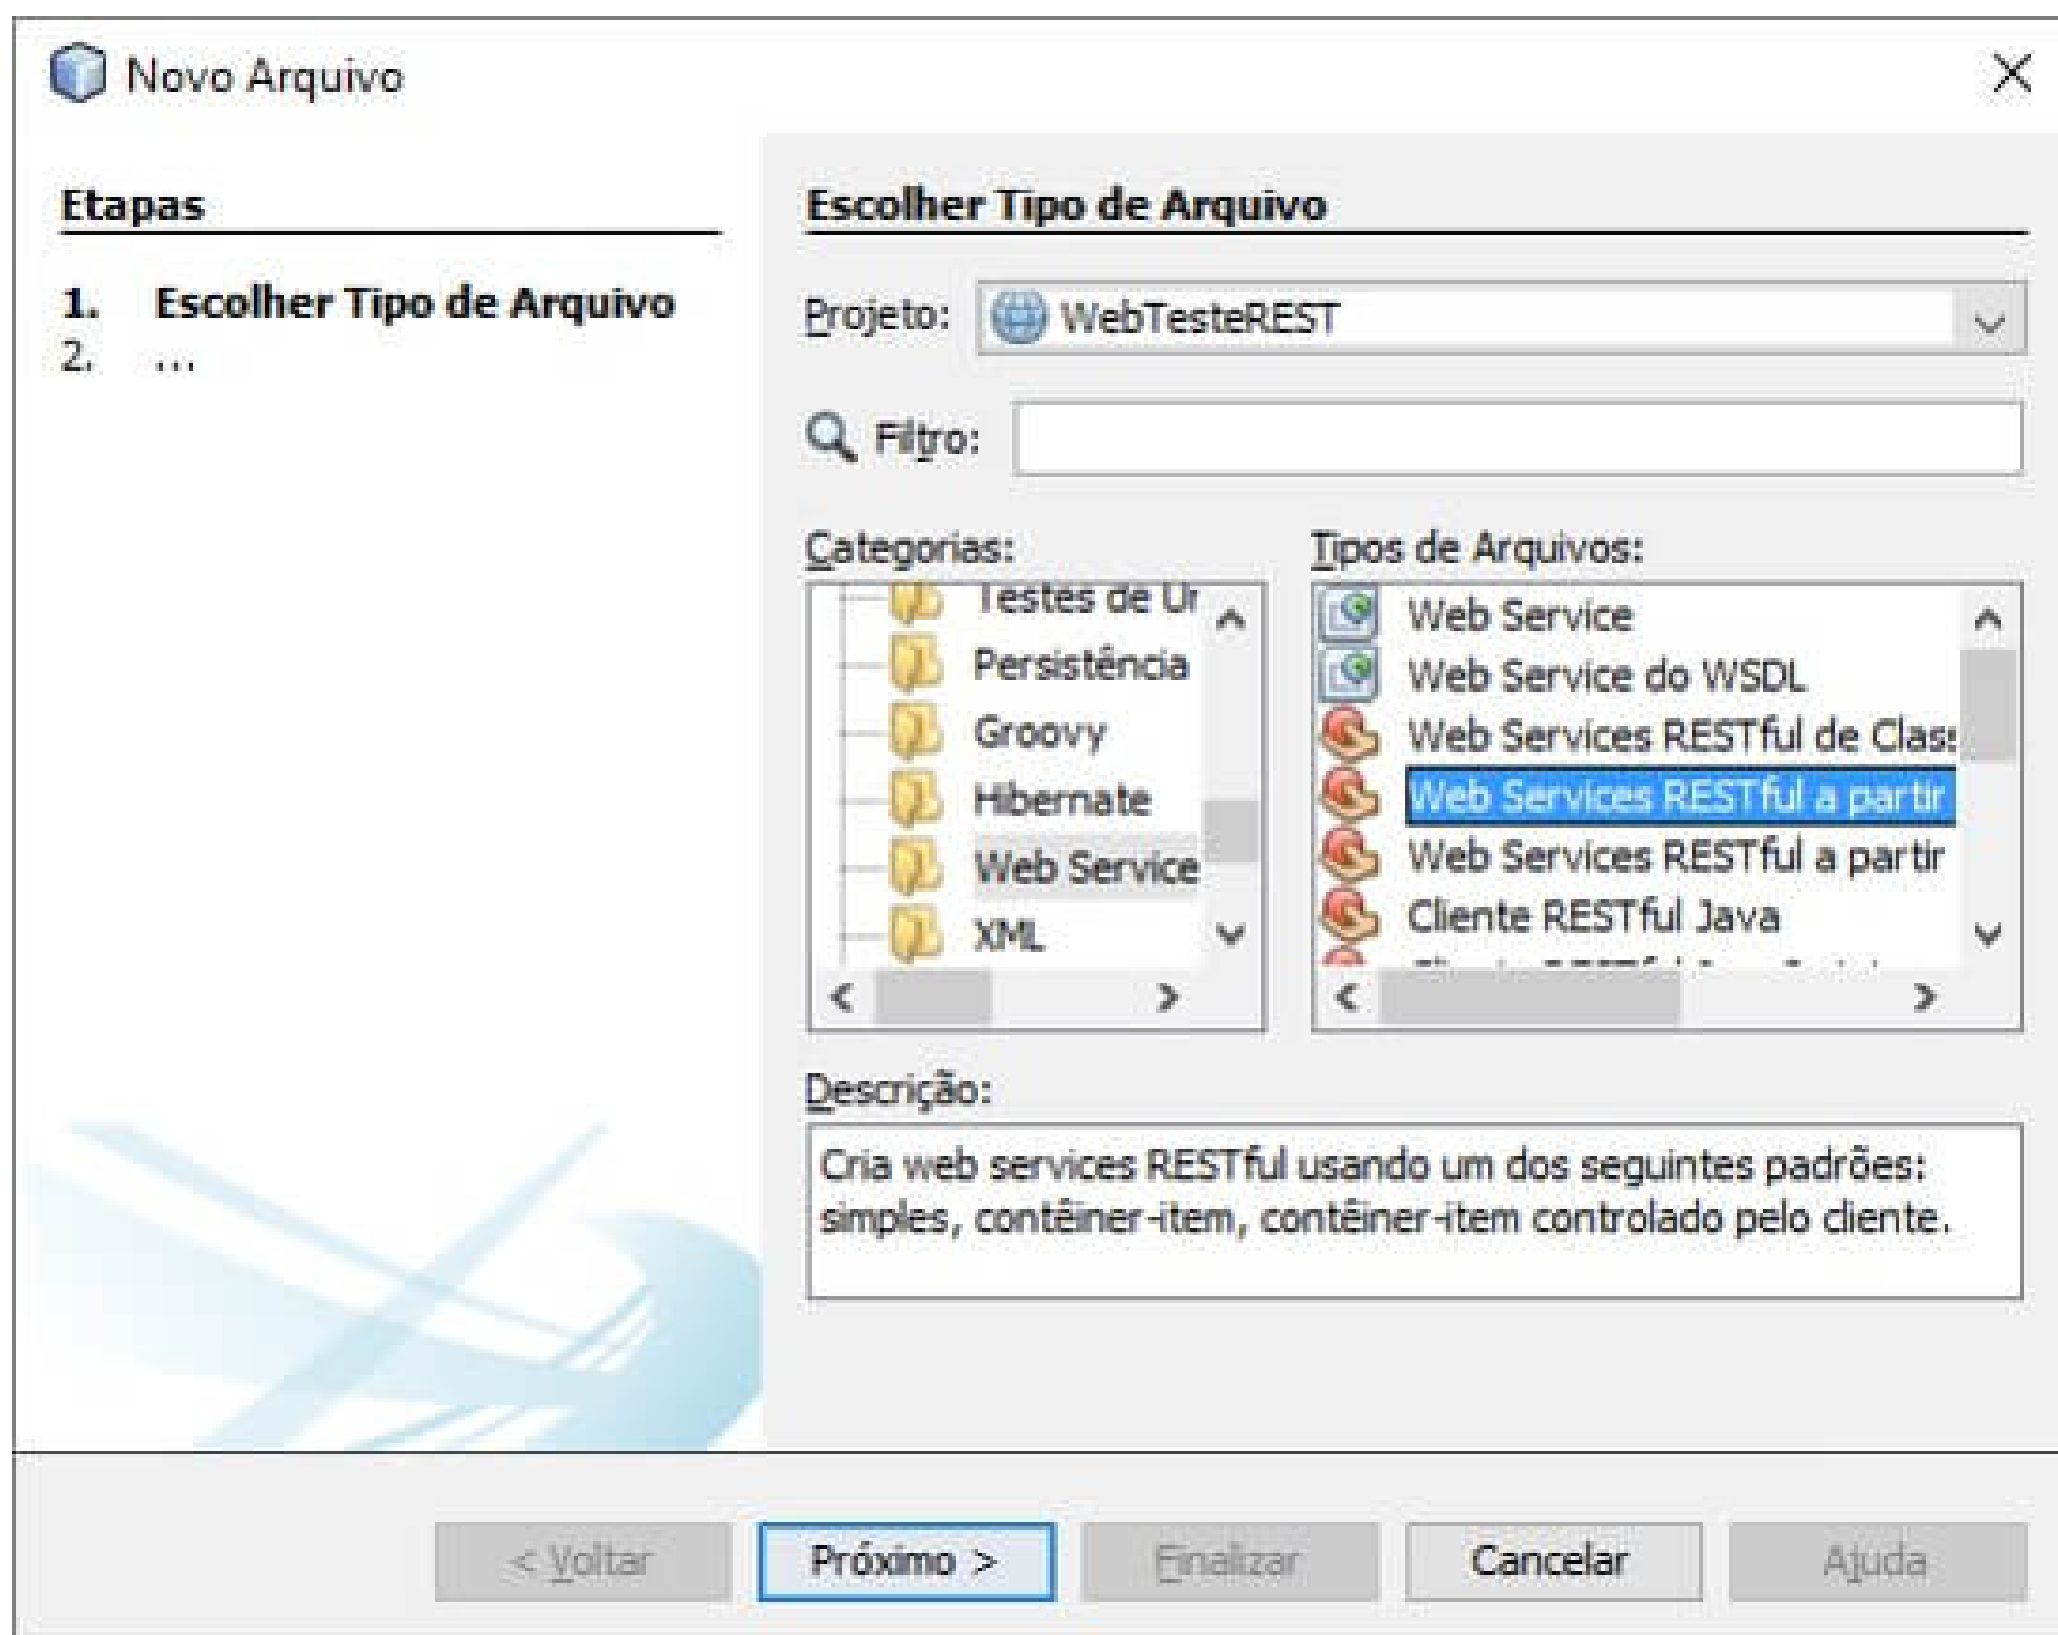 Novo Arquivo
Etapas
1. Escolher Tipo de Arquivo
2. ...
Escolher Tipo de Arquivo
Projeto: WebTesteREST
Filtro:
Categorias:
Testes de Ur
Persistência
Groovy
Hibernate
Web Service
XML
Tipos de Arquivos:
Web Service
Web Service do WSDL
Web Services RESTful de Clas
Web Services RESTful a partir
Web Services RESTful a partir
Cliente RESTful Java
Descrição:
Cria web services RESTful usando um dos seguintes padrões:
simples, contêiner-item, contêiner-item controlado pelo cliente.
< Voltar
Próximo >
Finalizar
Cancelar
Ajuda